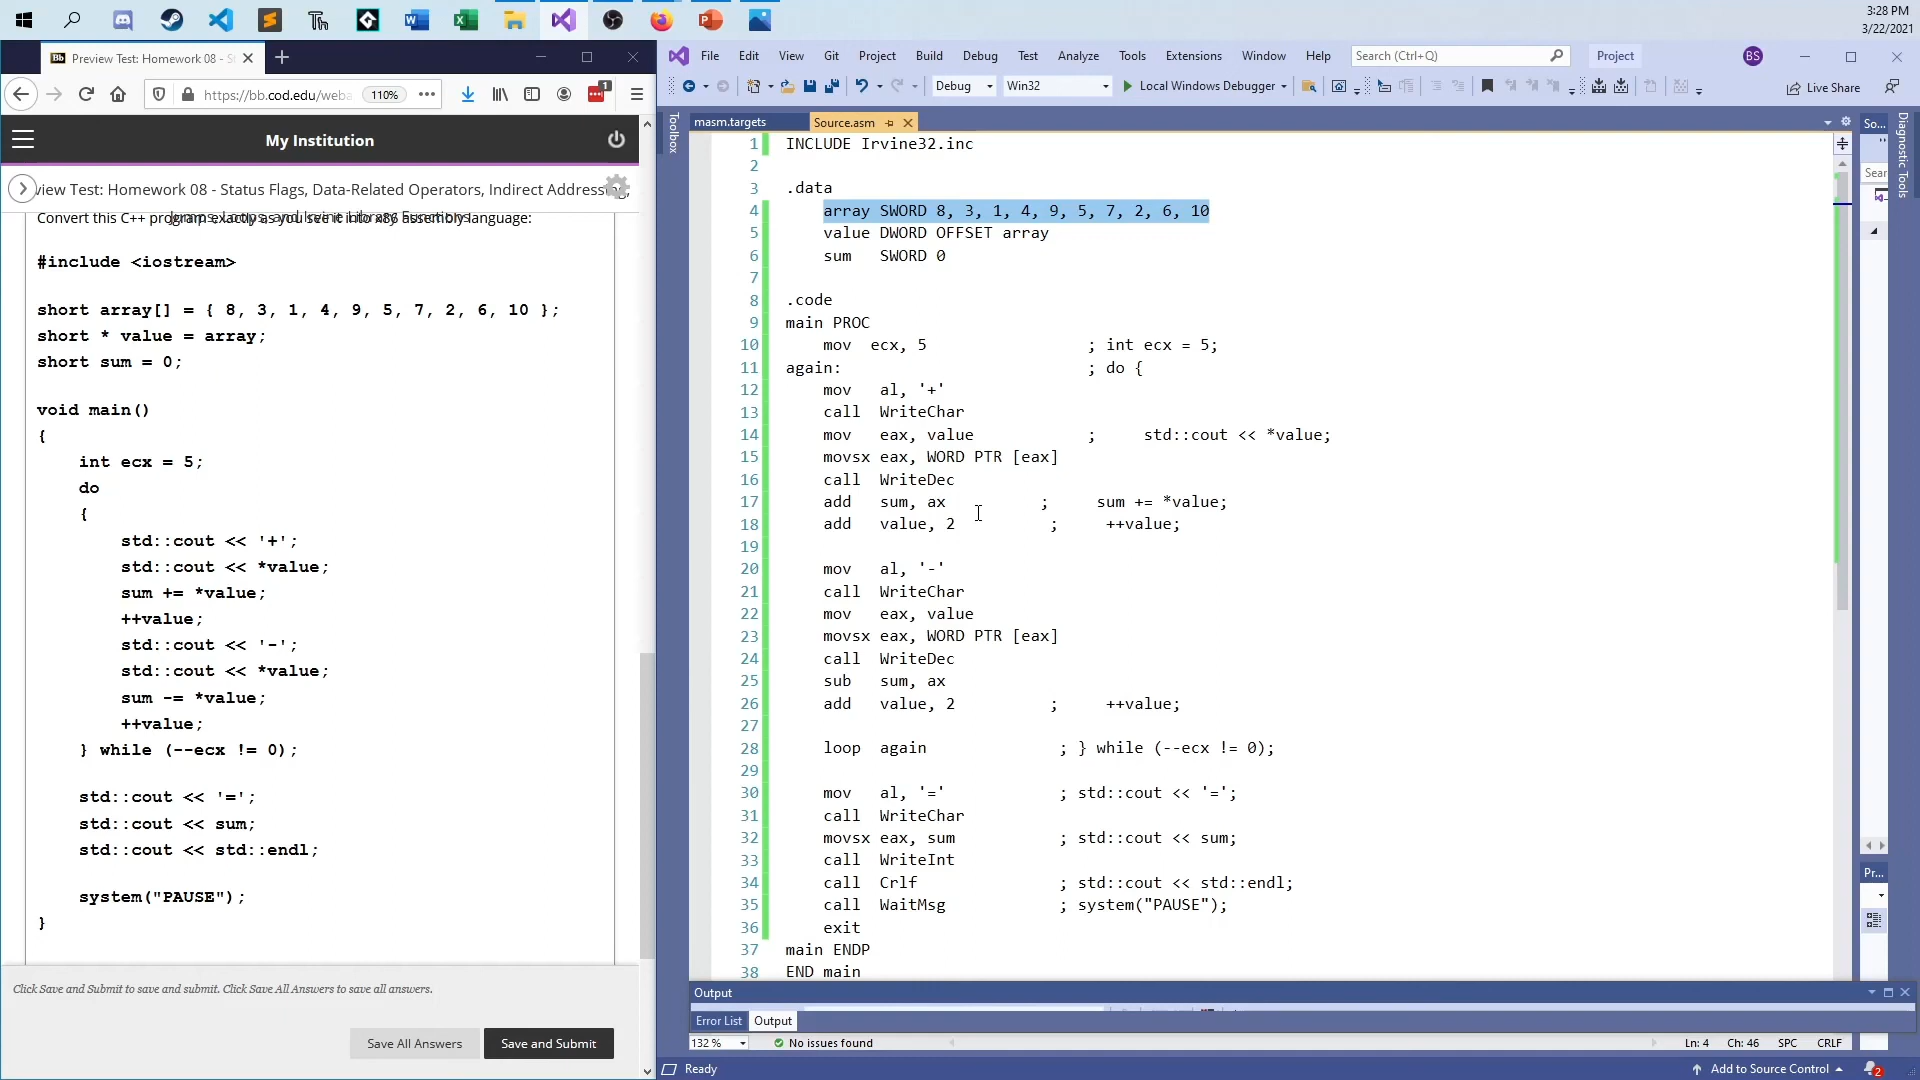 3:28 PM
3/22/2021
Preview Test: Homework 08 - S
https://bb.cod.edu/weba
110%
My Institution
view Test: Homework 08 - Status Flags, Data-Related Operators, Indirect Addressing,
Jumps, Loops, and Irvine Library Functions
Convert this C++ program exactly as you see it into x86 assembly language:
#include <iostream>
short array[] = { 8, 3, 1, 4, 9, 5, 7, 2, 6, 10 };
short * value = array;
short sum = 0;
void main()
{
int ecx = 5;
do
{
std::cout << '+';
std::cout << *value;
sum += *value;
++value;
std::cout << '-';
std::cout << *value;
sum -= *value;
++value;
} while (--ecx != 0);
std::cout << '=';
std::cout << sum;
std::cout << std::endl;
system("PAUSE");
}
Click Save and Submit to save and submit. Click Save All Answers to save all answers.
Save All Answers
Save and Submit
File Edit View Git Project Build Debug Test Analyze Tools Extensions Window Help
Search (Ctrl+Q)
Project
BS
Debug
Win32
Local Windows Debugger
Live Share
Toolbox
masm.targets
Source.asm
So...
Sear
Pr...
Diagnostic Tools
1 INCLUDE Irvine32.inc
2
3 .data
4 array SWORD 8, 3, 1, 4, 9, 5, 7, 2, 6, 10
5 value DWORD OFFSET array
6 sum SWORD 0
7
8 .code
9 main PROC
10 mov ecx, 5 ; int ecx = 5;
11 again: ; do {
12 mov al, '+'
13 call WriteChar
14 mov eax, value ; std::cout << *value;
15 movsx eax, WORD PTR [eax]
16 call WriteDec
17 add sum, ax ; sum += *value;
18 add value, 2 ; ++value;
19
20 mov al, '-'
21 call WriteChar
22 mov eax, value
23 movsx eax, WORD PTR [eax]
24 call WriteDec
25 sub sum, ax
26 add value, 2 ; ++value;
27
28 loop again ; } while (--ecx != 0);
29
30 mov al, '=' ; std::cout << '=';
31 call WriteChar
32 movsx eax, sum ; std::cout << sum;
33 call WriteInt
34 call Crlf ; std::cout << std::endl;
35 call WaitMsg ; system("PAUSE");
36 exit
37 main ENDP
38 END main
Output
Error List
Output
132 %
No issues found
Ln: 4 Ch: 46 SPC CRLF
Ready
Add to Source Control
2